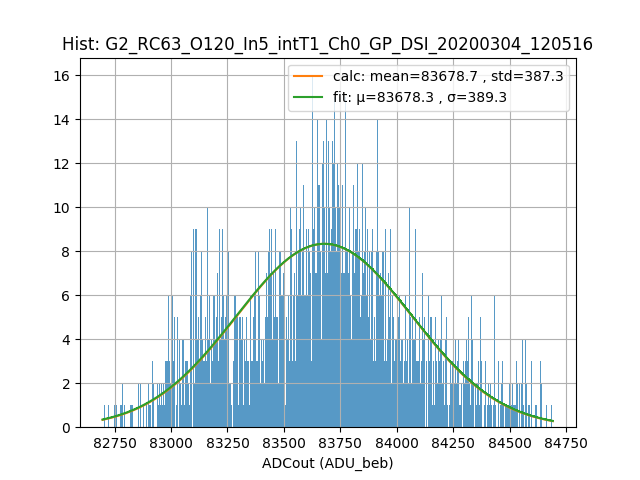 Hist: G2_RC63_O120_In5_intT1_Ch0_GP_DSI_20200304_120516
calc: mean=83678.7 , std=387.3
fit: μ=83678.3 , σ=389.3
16
14
12
10
8
6
4
2
0
82750 83000 83250 83500 83750 84000 84250 84500 84750
ADCout (ADU_beb)